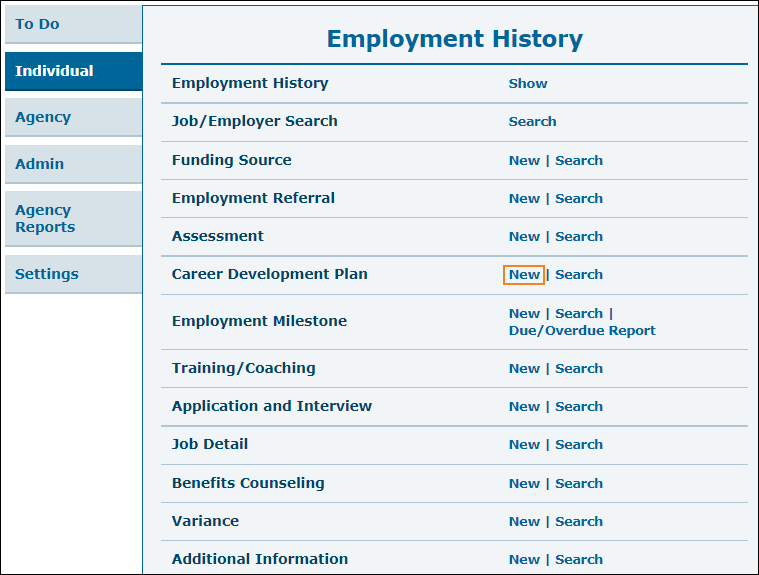 To Do
Individual
Agency
Admin
Agency
Reports
Settings
Employment History
Employment History Show
Job/Employer Search Search
Funding Source New | Search
Employment Referral New | Search
Assessment New | Search
Career Development Plan New | Search
Employment Milestone New | Search |
Due/Overdue Report
Training/Coaching New | Search
Application and Interview New | Search
Job Detail New | Search
Benefits Counseling New | Search
Variance New | Search
Additional Information New | Search